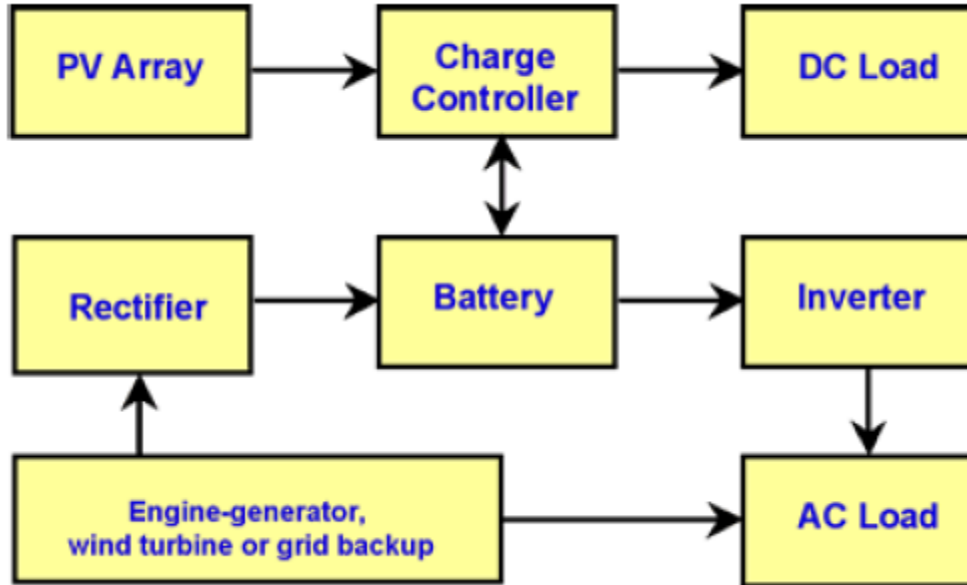 PV Array
Charge
Controller
DC Load
Rectifier
Battery
Inverter
Engine-generator,
wind turbine or grid backup
AC Load